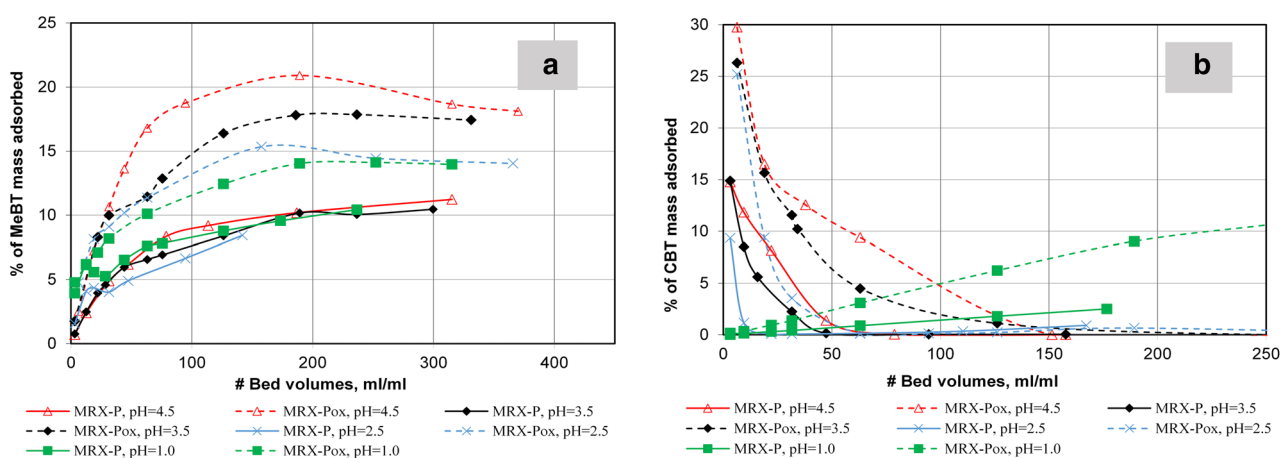 a
% of MeBT mass adsorbed
25
20
15
10
5
0
0 100 200 300 400
# Bed volumes, ml/ml
MRX-P, pH=4.5 MRX-Pox, pH=4.5 MRX-P, pH=3.5
MRX-Pox, pH=3.5 MRX-P, pH=2.5 MRX-Pox, pH=2.5
MRX-P, pH=1.0 MRX-Pox, pH=1.0
b
% of CBT mass adsorbed
30
25
20
15
10
5
0
0 50 100 150 200 250
# Bed volumes, ml/ml
MRX-P, pH=4.5 MRX-Pox, pH=4.5 MRX-P, pH=3.5
MRX-Pox, pH=3.5 MRX-P, pH=2.5 MRX-Pox, pH=2.5
MRX-P, pH=1.0 MRX-Pox, pH=1.0